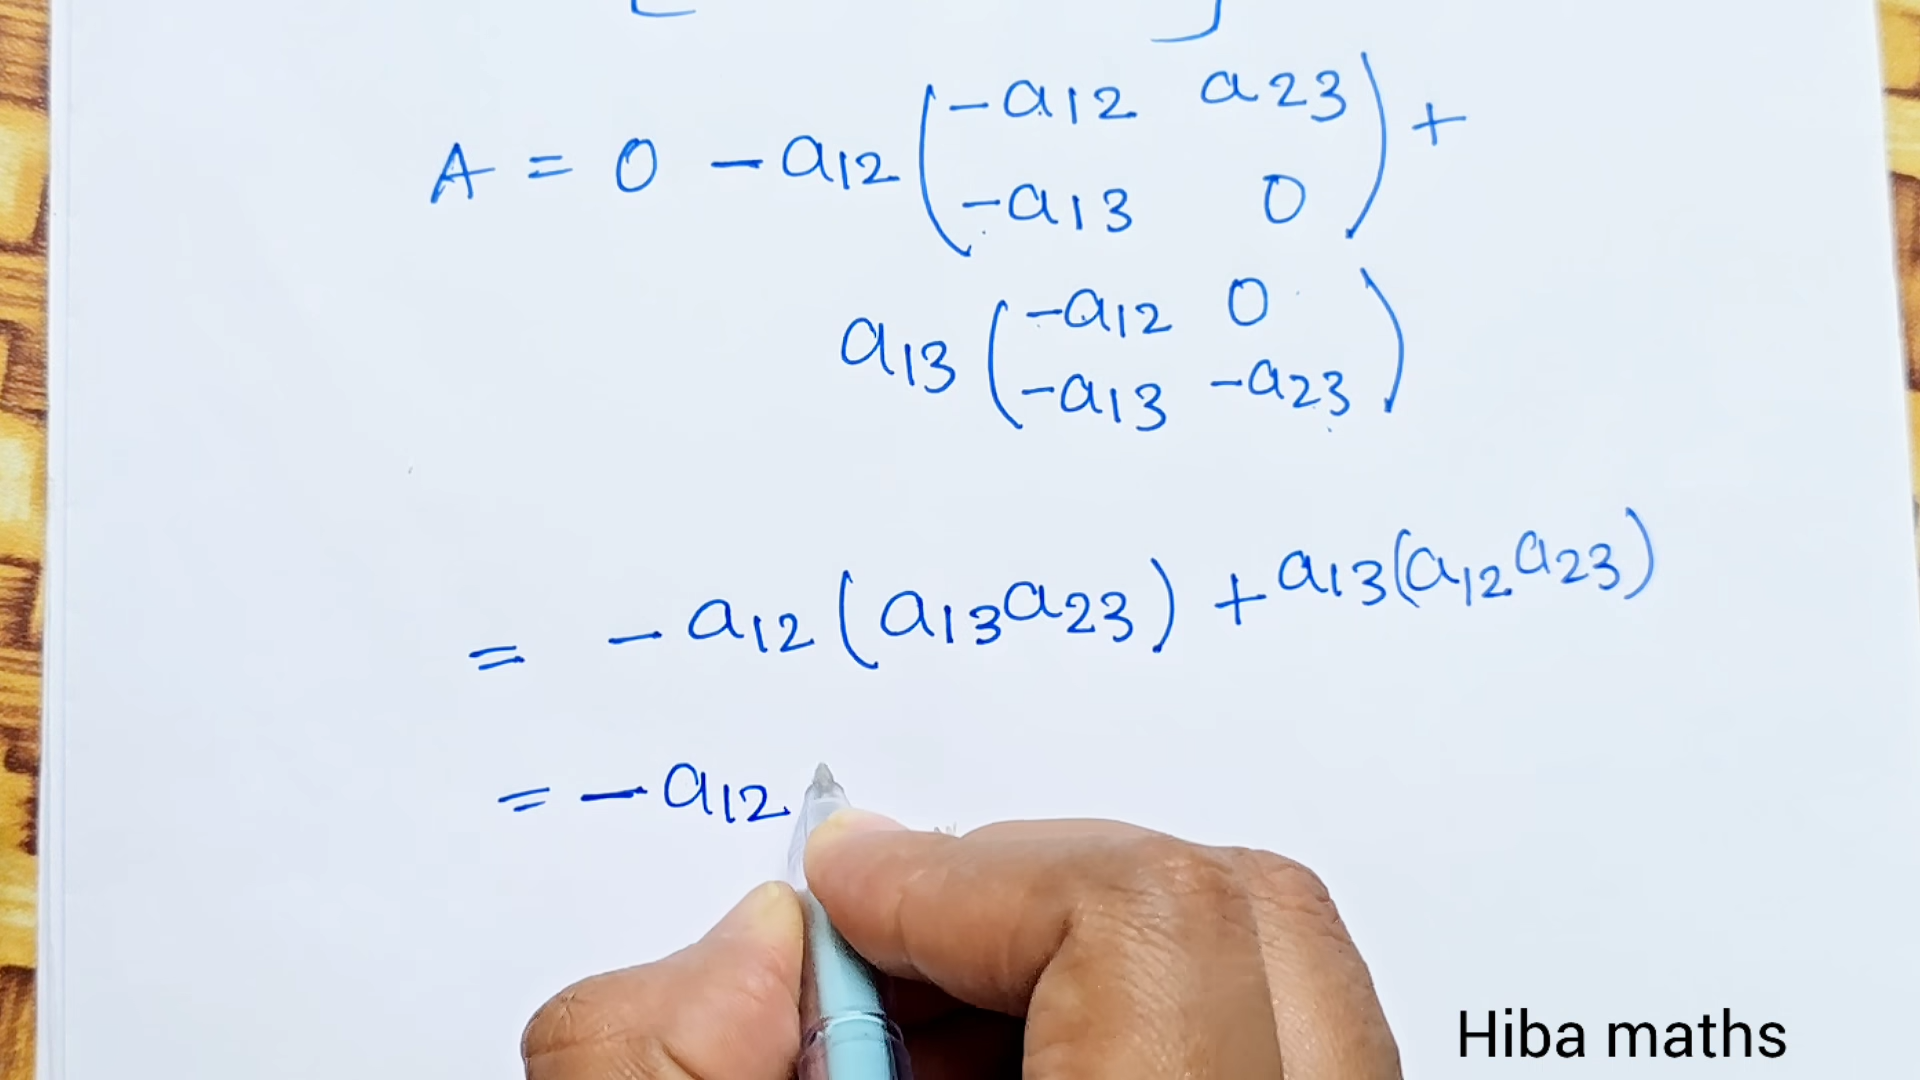 -a12 a23
A = 0 - a12 ( ) +
-a13 0
-a12 0
a13 ( )
-a13 -a23
= - a12 (a13a23) + a13(a12a23)
= - a12
Hiba maths